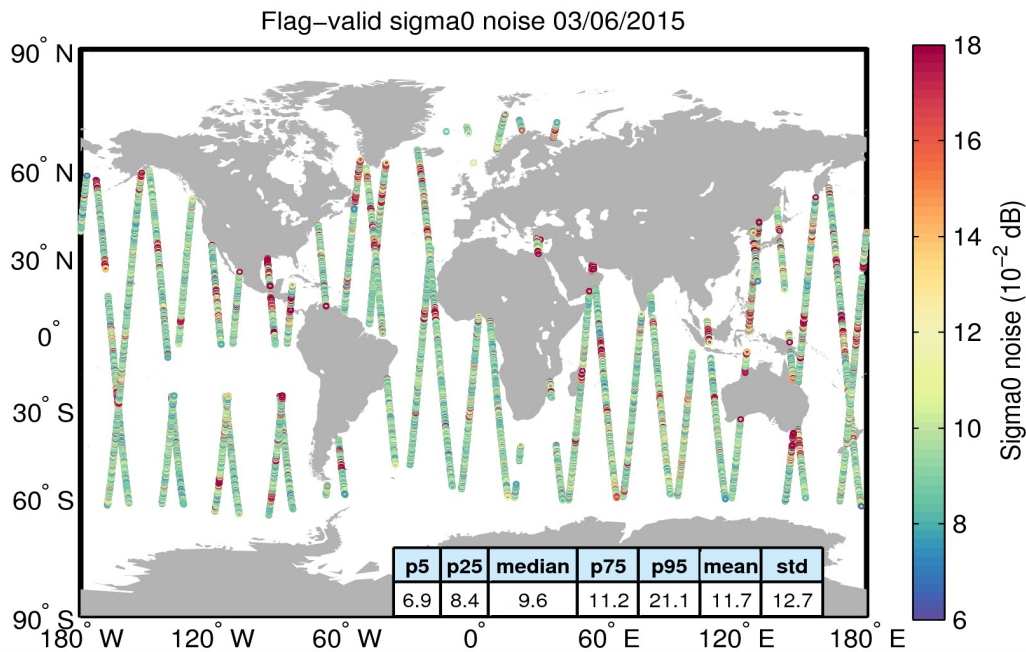 Flag−valid sigma0 noise 03/06/2015
90° N
60° N
30° N
0°
30° S
60° S
90° S
180° W
120° W
60° W
0°
60° E
120° E
180° E
p5 p25 median p75 p95 mean std
6.9 8.4 9.6 11.2 21.1 11.7 12.7
18
16
14
12
10
8
6
Sigma0 noise (10⁻² dB)